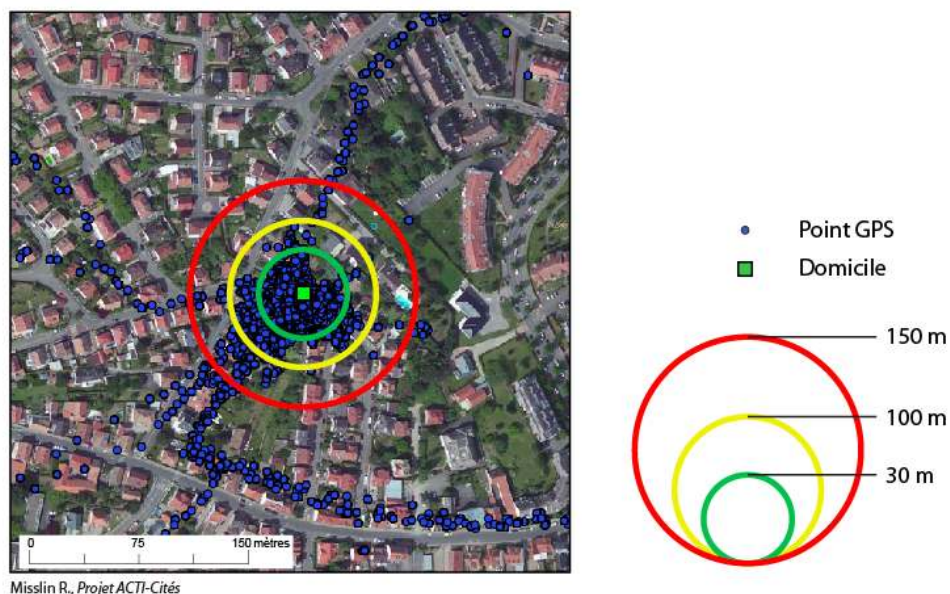 Point GPS
Domicile
150 m
100 m
30 m
0 75 150 mètres
Misslin R., Projet ACTI-Cités